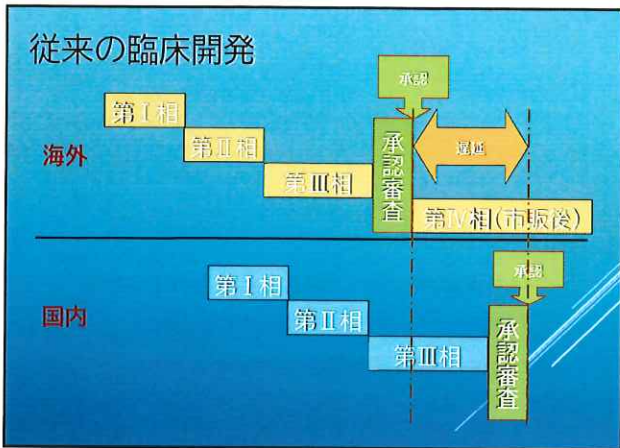 従来の臨床開発
承認
第Ⅰ相
海外
第Ⅱ相
第Ⅲ相
承認審査
遅延
第Ⅳ相(市販後)
承認
国内
第Ⅰ相
第Ⅱ相
第Ⅲ相
承認審査